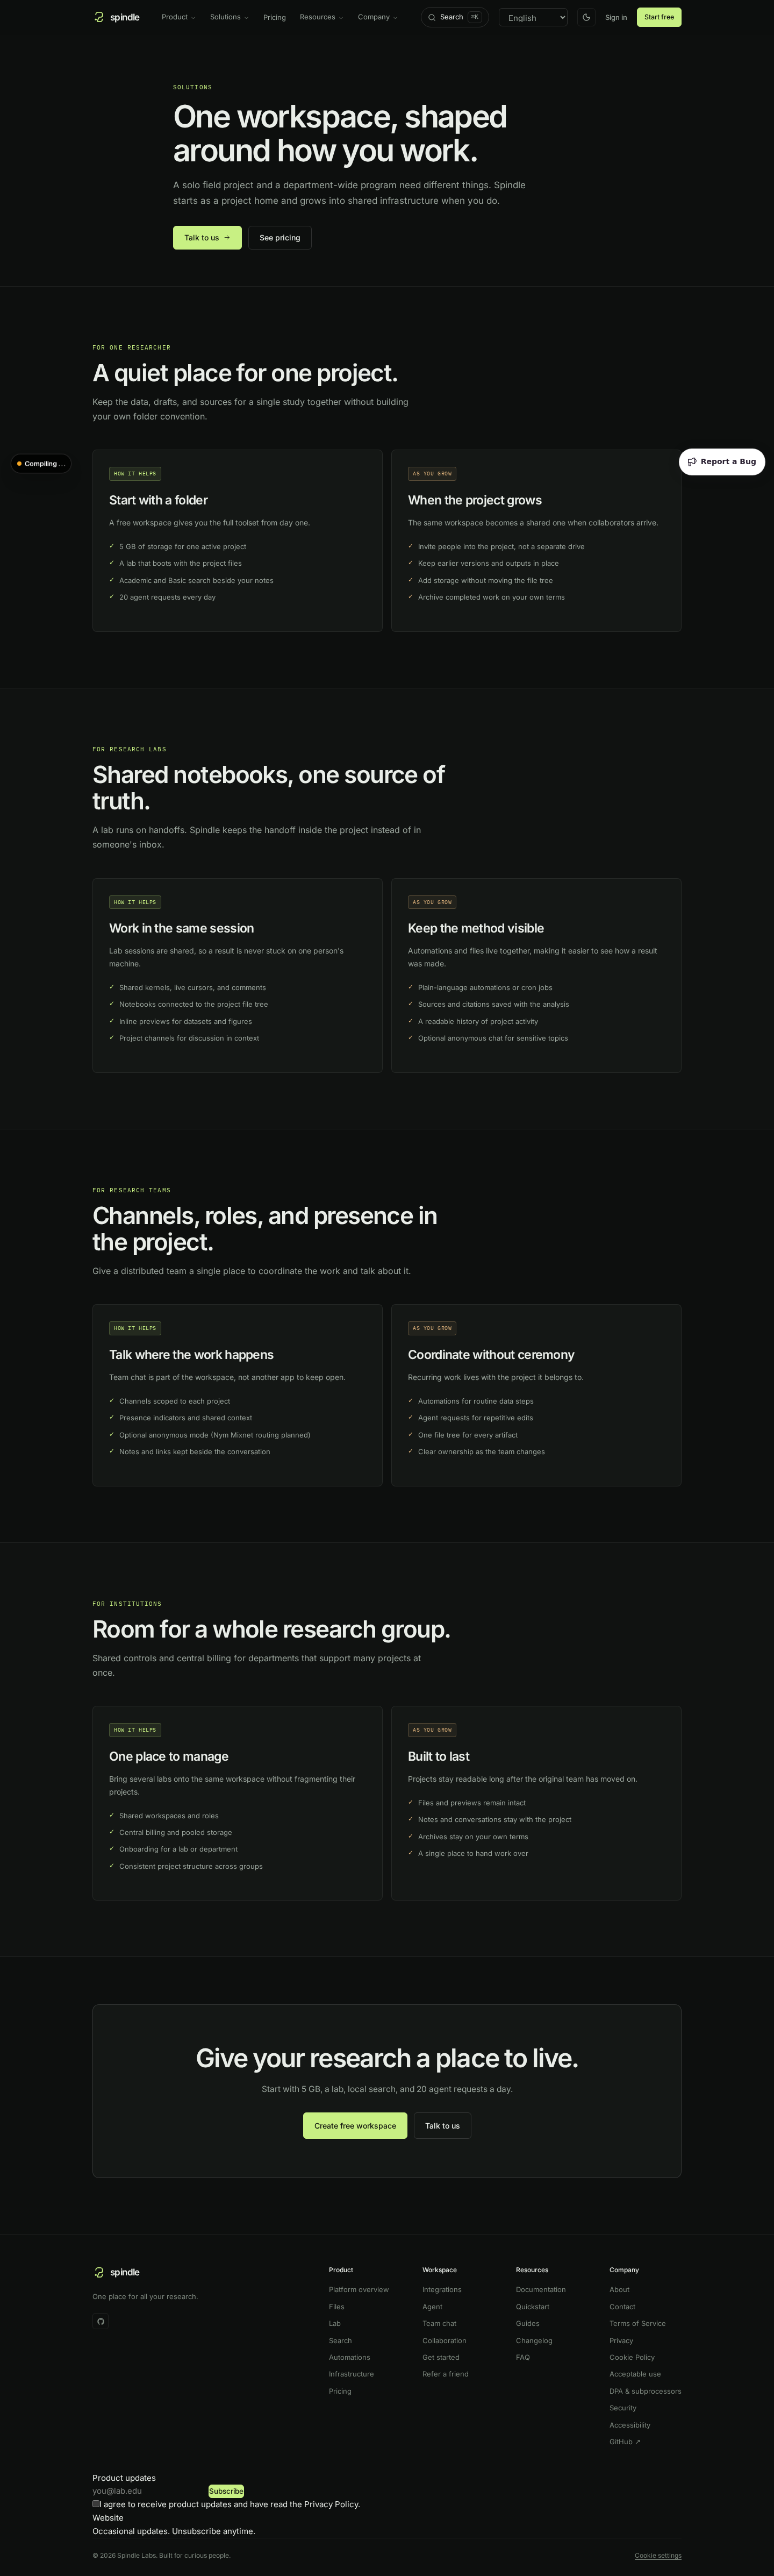 spindle
Product
Solutions
Pricing
Resources
Company
Search ⌘K
English
Sign in
Start free
SOLUTIONS
One workspace, shaped
around how you work.
A solo field project and a department-wide program need different things. Spindle
starts as a project home and grows into shared infrastructure when you do.
Talk to us →
See pricing
FOR ONE RESEARCHER
A quiet place for one project.
Keep the data, drafts, and sources for a single study together without building
your own folder convention.
Compiling ...
Report a Bug
HOW IT HELPS
Start with a folder
A free workspace gives you the full toolset from day one.
✓ 5 GB of storage for one active project
✓ A lab that boots with the project files
✓ Academic and Basic search beside your notes
✓ 20 agent requests every day
AS YOU GROW
When the project grows
The same workspace becomes a shared one when collaborators arrive.
✓ Invite people into the project, not a separate drive
✓ Keep earlier versions and outputs in place
✓ Add storage without moving the file tree
✓ Archive completed work on your own terms
FOR RESEARCH LABS
Shared notebooks, one source of
truth.
A lab runs on handoffs. Spindle keeps the handoff inside the project instead of in
someone's inbox.
HOW IT HELPS
Work in the same session
Lab sessions are shared, so a result is never stuck on one person's
machine.
✓ Shared kernels, live cursors, and comments
✓ Notebooks connected to the project file tree
✓ Inline previews for datasets and figures
✓ Project channels for discussion in context
AS YOU GROW
Keep the method visible
Automations and files live together, making it easier to see how a result
was made.
✓ Plain-language automations or cron jobs
✓ Sources and citations saved with the analysis
✓ A readable history of project activity
✓ Optional anonymous chat for sensitive topics
FOR RESEARCH TEAMS
Channels, roles, and presence in
the project.
Give a distributed team a single place to coordinate the work and talk about it.
HOW IT HELPS
Talk where the work happens
Team chat is part of the workspace, not another app to keep open.
✓ Channels scoped to each project
✓ Presence indicators and shared context
✓ Optional anonymous mode (Nym Mixnet routing planned)
✓ Notes and links kept beside the conversation
AS YOU GROW
Coordinate without ceremony
Recurring work lives with the project it belongs to.
✓ Automations for routine data steps
✓ Agent requests for repetitive edits
✓ One file tree for every artifact
✓ Clear ownership as the team changes
FOR INSTITUTIONS
Room for a whole research group.
Shared controls and central billing for departments that support many projects at
once.
HOW IT HELPS
One place to manage
Bring several labs onto the same workspace without fragmenting their
projects.
✓ Shared workspaces and roles
✓ Central billing and pooled storage
✓ Onboarding for a lab or department
✓ Consistent project structure across groups
AS YOU GROW
Built to last
Projects stay readable long after the original team has moved on.
✓ Files and previews remain intact
✓ Notes and conversations stay with the project
✓ Archives stay on your own terms
✓ A single place to hand work over
Give your research a place to live.
Start with 5 GB, a lab, local search, and 20 agent requests a day.
Create free workspace
Talk to us
spindle
One place for all your research.
Product
Platform overview
Files
Lab
Search
Automations
Infrastructure
Pricing
Workspace
Integrations
Agent
Team chat
Collaboration
Get started
Refer a friend
Resources
Documentation
Quickstart
Guides
Changelog
FAQ
Company
About
Contact
Terms of Service
Privacy
Cookie Policy
Acceptable use
DPA & subprocessors
Security
Accessibility
GitHub ↗
Product updates
you@lab.edu
Subscribe
I agree to receive product updates and have read the Privacy Policy.
Website
Occasional updates. Unsubscribe anytime.
© 2026 Spindle Labs. Built for curious people.
Cookie settings